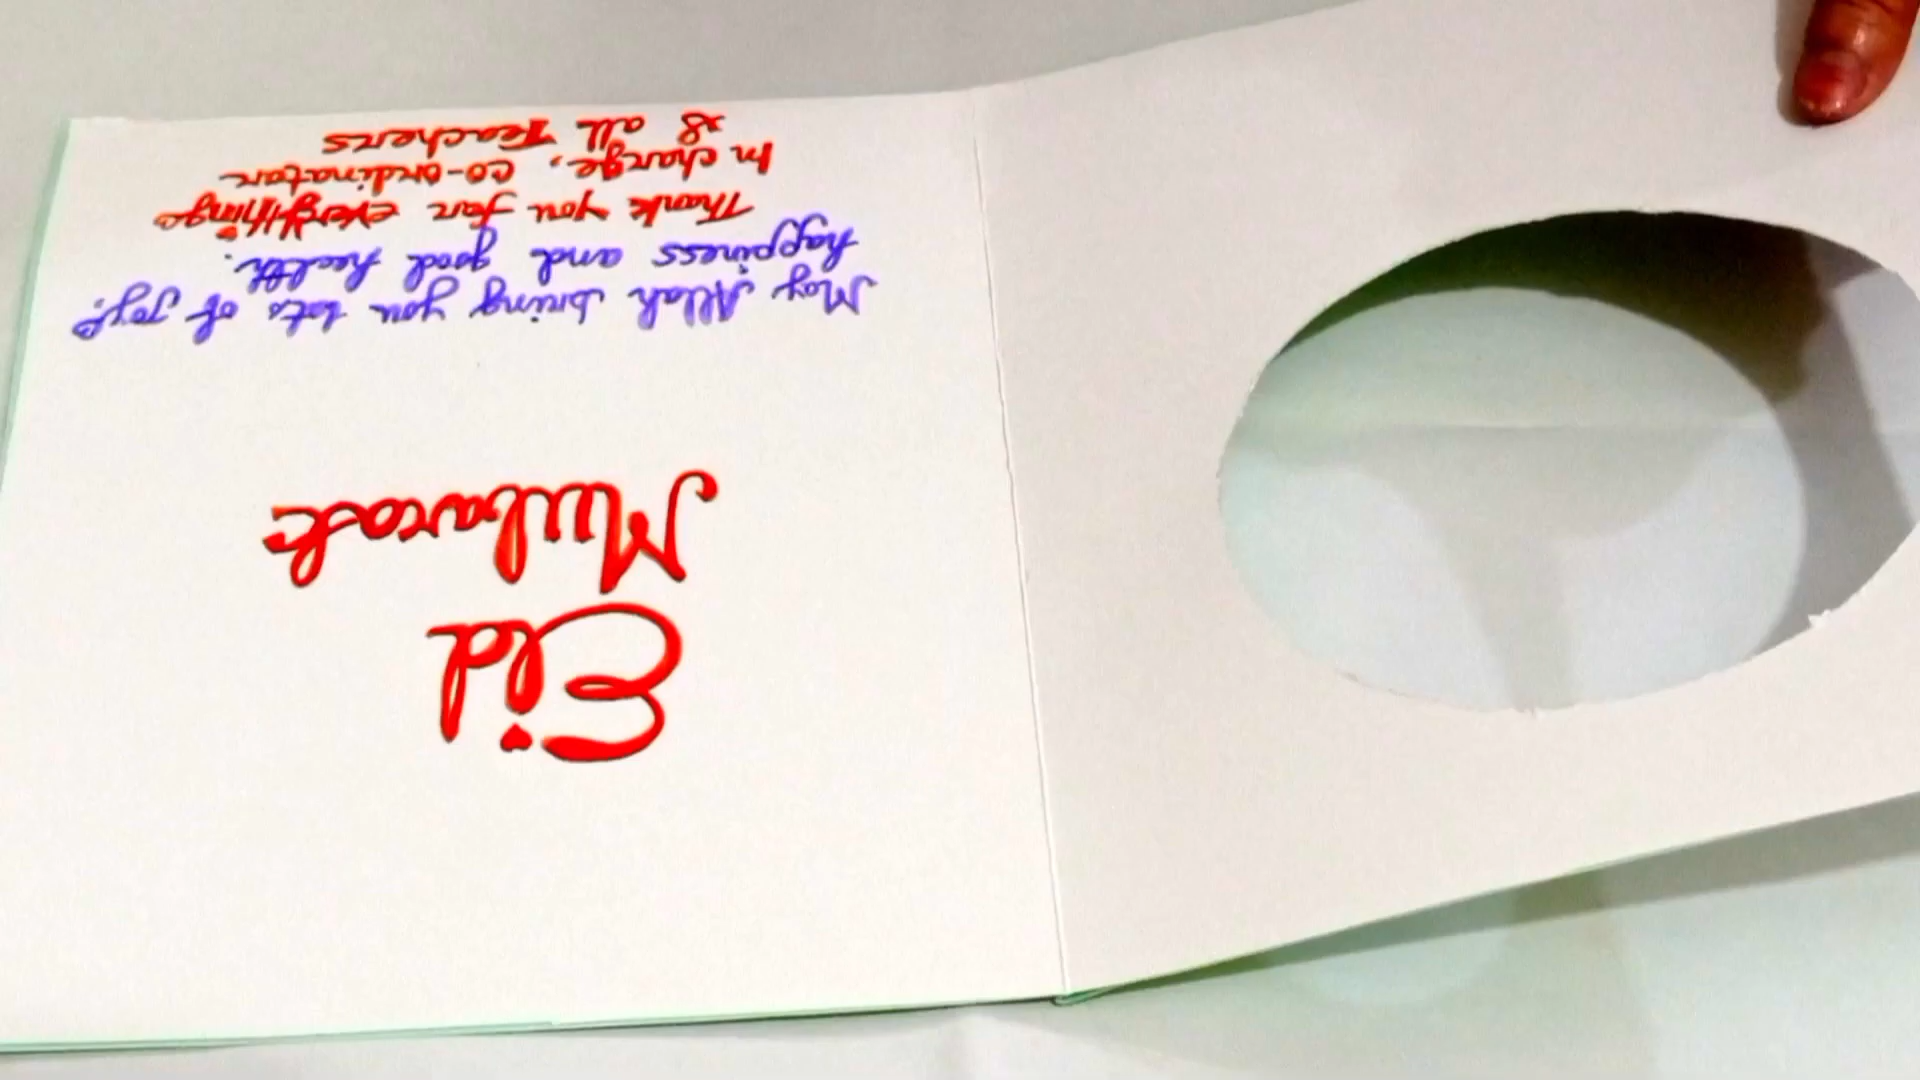 Eid
Mubarak
May Allah bring you lots of joy,
happiness and good health.
Thank you for everything
In charge, co-ordinator
& all Teachers